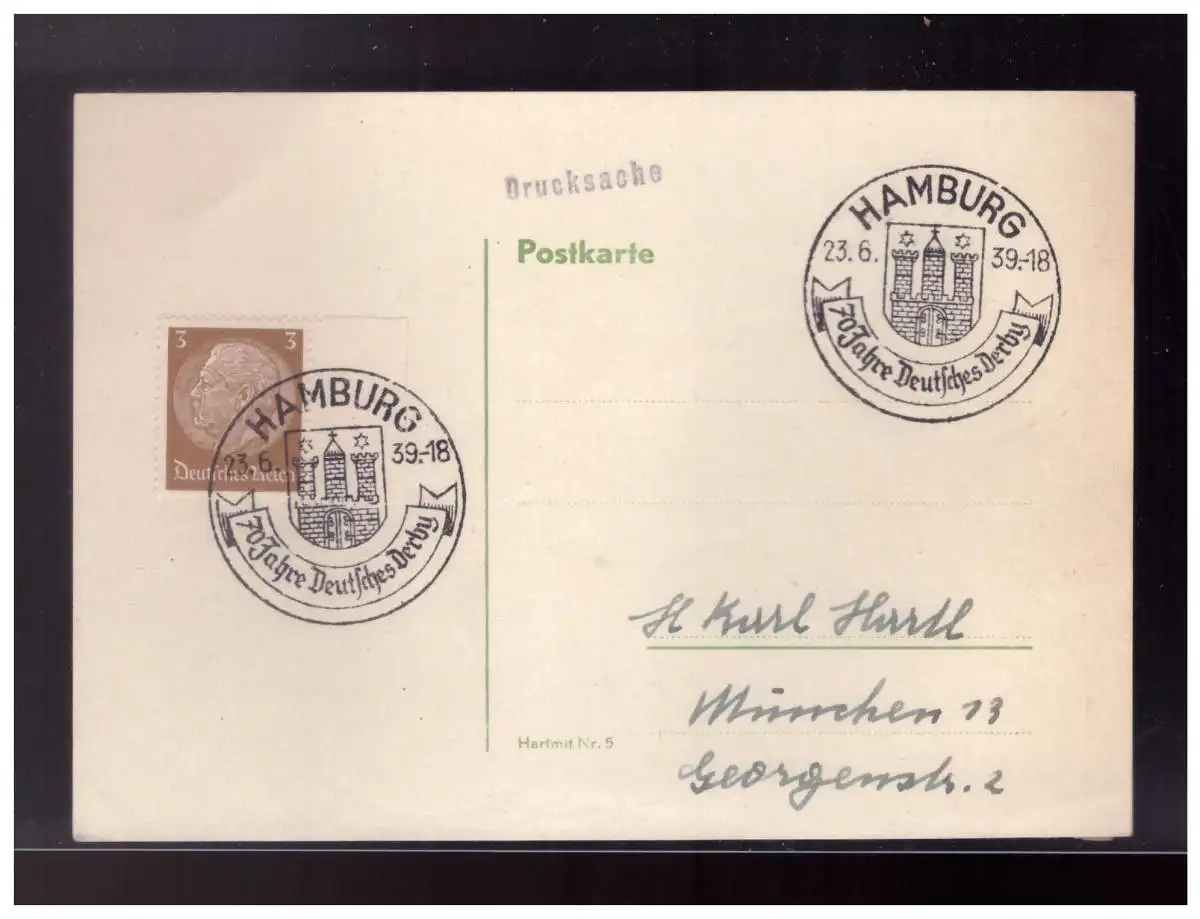 Drucksache
Postkarte
HAMBURG
23.6. 39.-18
70 Jahre Deutsches Derby
3 3
Deutsches Reich
HAMBURG
23.6. 39.-18
70 Jahre Deutsches Derby
H Karl Hartl
München 13
Georgenstr. 2
Hartmit Nr. 5